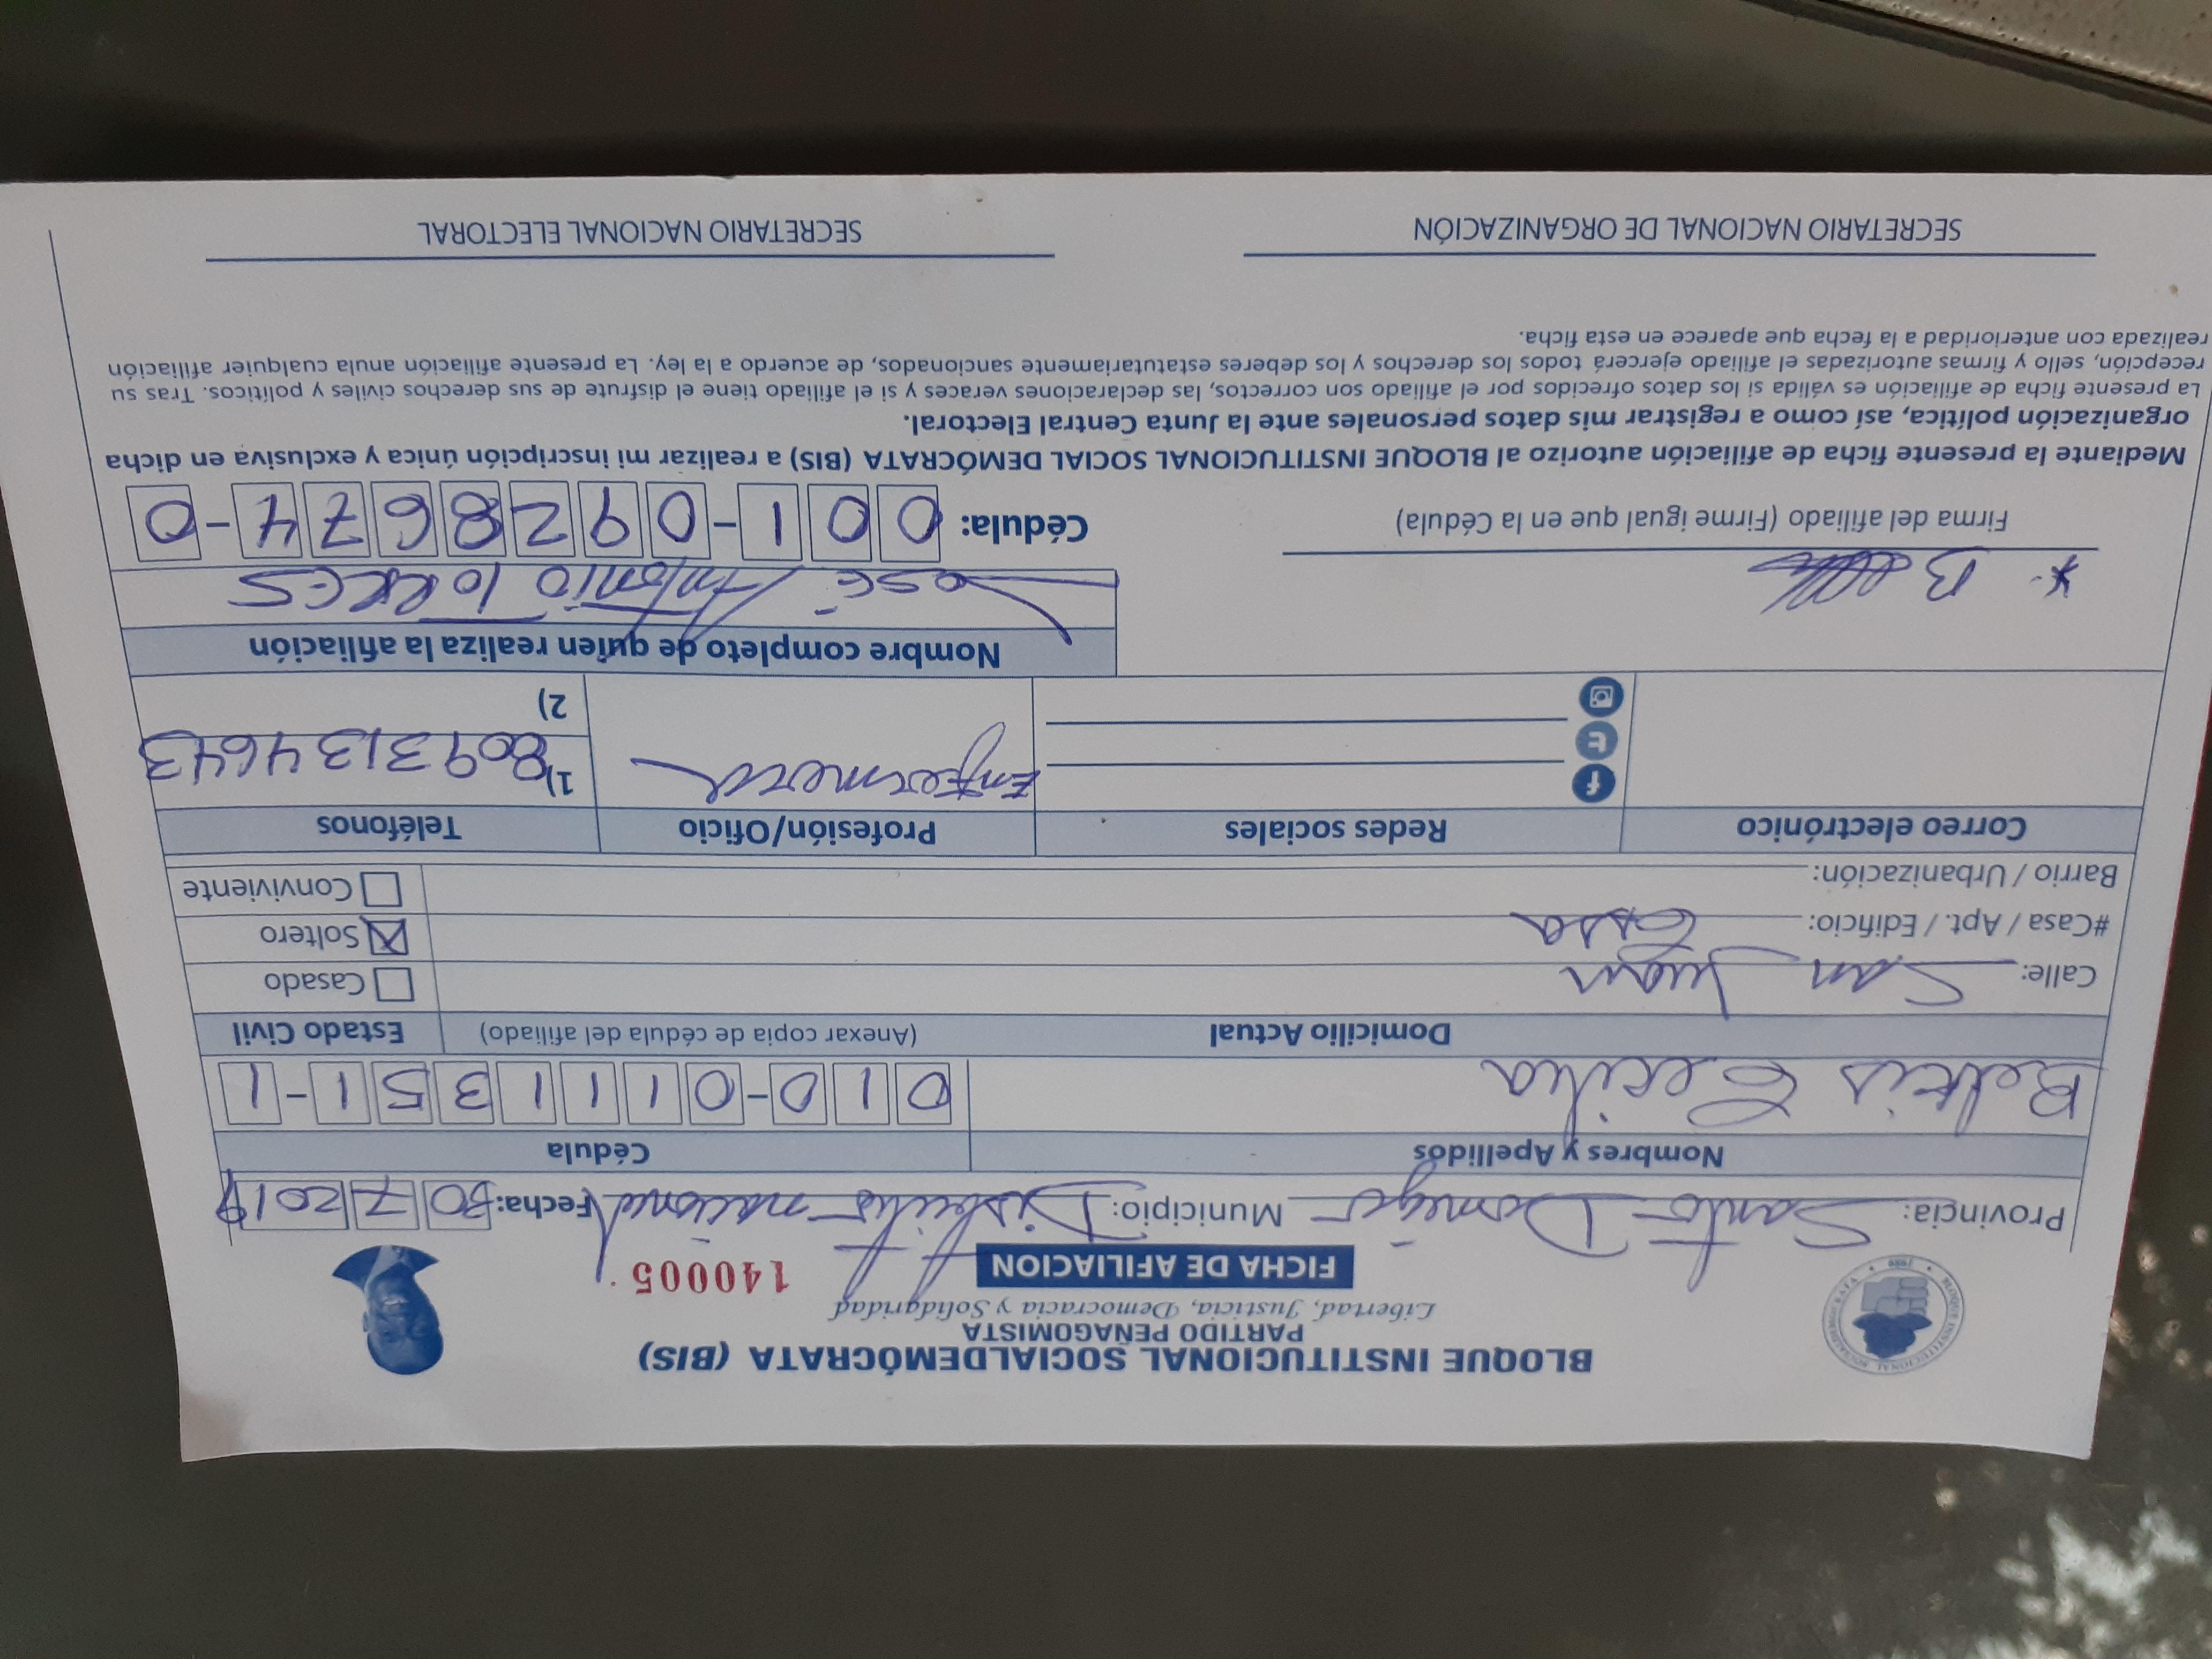 BLOQUE INSTITUCIONAL SOCIALDEMÓCRATA (BIS)
PARTIDO PEÑAGOMISTA
Libertad, Justicia, Democracia y Solidaridad
FICHA DE AFILIACION
140005
Provincia: Santo Domingo Municipio: Distrito nacional Fecha: 30 7 2019
Nombres y Apellidos Cédula
Belkis Cecilia 010-0111351-1
Domicilio Actual (Anexar copia de cédula del afiliado) Estado Civil
Calle: San Juan Casado
#Casa / Apt. / Edificio: Casa Soltero
Barrio / Urbanización: Conviviente
Correo electrónico Redes sociales Profesión/Oficio Teléfonos
Enfermera 1) 8093134643
2)
Nombre completo de quien realiza la afiliación
José Antonio Torres
Firma del afiliado (Firme igual que en la Cédula) Cédula: 001-0928674-0
Mediante la presente ficha de afiliación autorizo al BLOQUE INSTITUCIONAL SOCIAL DEMÓCRATA (BIS) a realizar mi inscripción única y exclusiva en dicha
organización política, así como a registrar mis datos personales ante la Junta Central Electoral.
La presente ficha de afiliación es válida si los datos ofrecidos por el afiliado son correctos, las declaraciones veraces y si el afiliado tiene el disfrute de sus derechos civiles y políticos. Tras su
recepción, sello y firmas autorizadas el afiliado ejercerá todos los derechos y los deberes estatutariamente sancionados, de acuerdo a la ley. La presente afiliación anula cualquier afiliación
realizada con anterioridad a la fecha que aparece en esta ficha.
SECRETARIO NACIONAL DE ORGANIZACIÓN SECRETARIO NACIONAL ELECTORAL